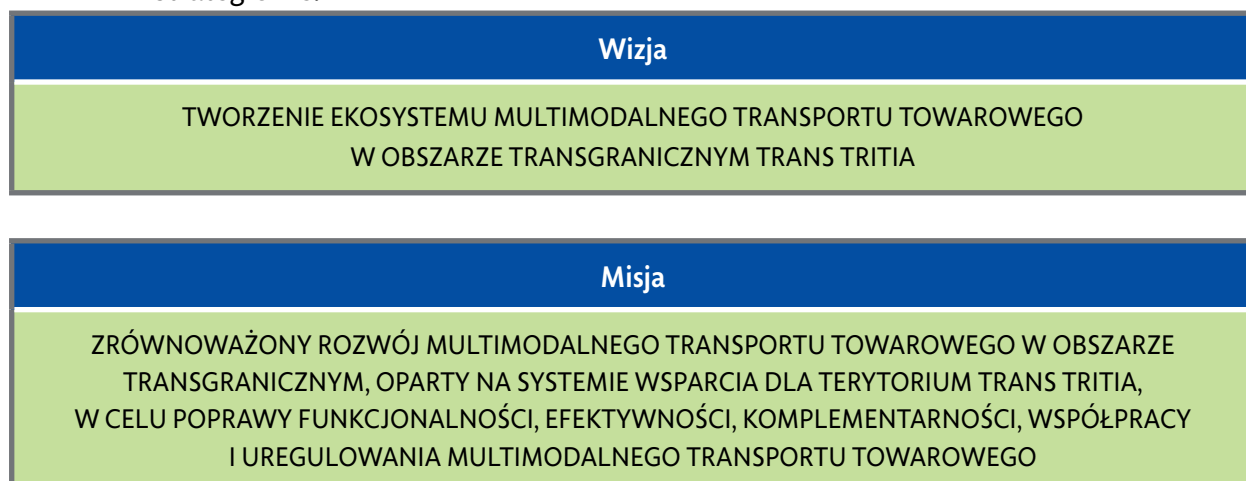 Wizja
TWORZENIE EKOSYSTEMU MULTIMODALNEGO TRANSPORTU TOWAROWEGO
W OBSZARZE TRANSGRANICZNYM TRANS TRITIA
Misja
ZRÓWNOWAŻONY ROZWÓJ MULTIMODALNEGO TRANSPORTU TOWAROWEGO W OBSZARZE
TRANSGRANICZNYM, OPARTY NA SYSTEMIE WSPARCIA DLA TERYTORIUM TRANS TRITIA,
W CELU POPRAWY FUNKCJONALNOŚCI, EFEKTYWNOŚCI, KOMPLEMENTARNOŚCI, WSPÓŁPRACY
I UREGULOWANIA MULTIMODALNEGO TRANSPORTU TOWAROWEGO